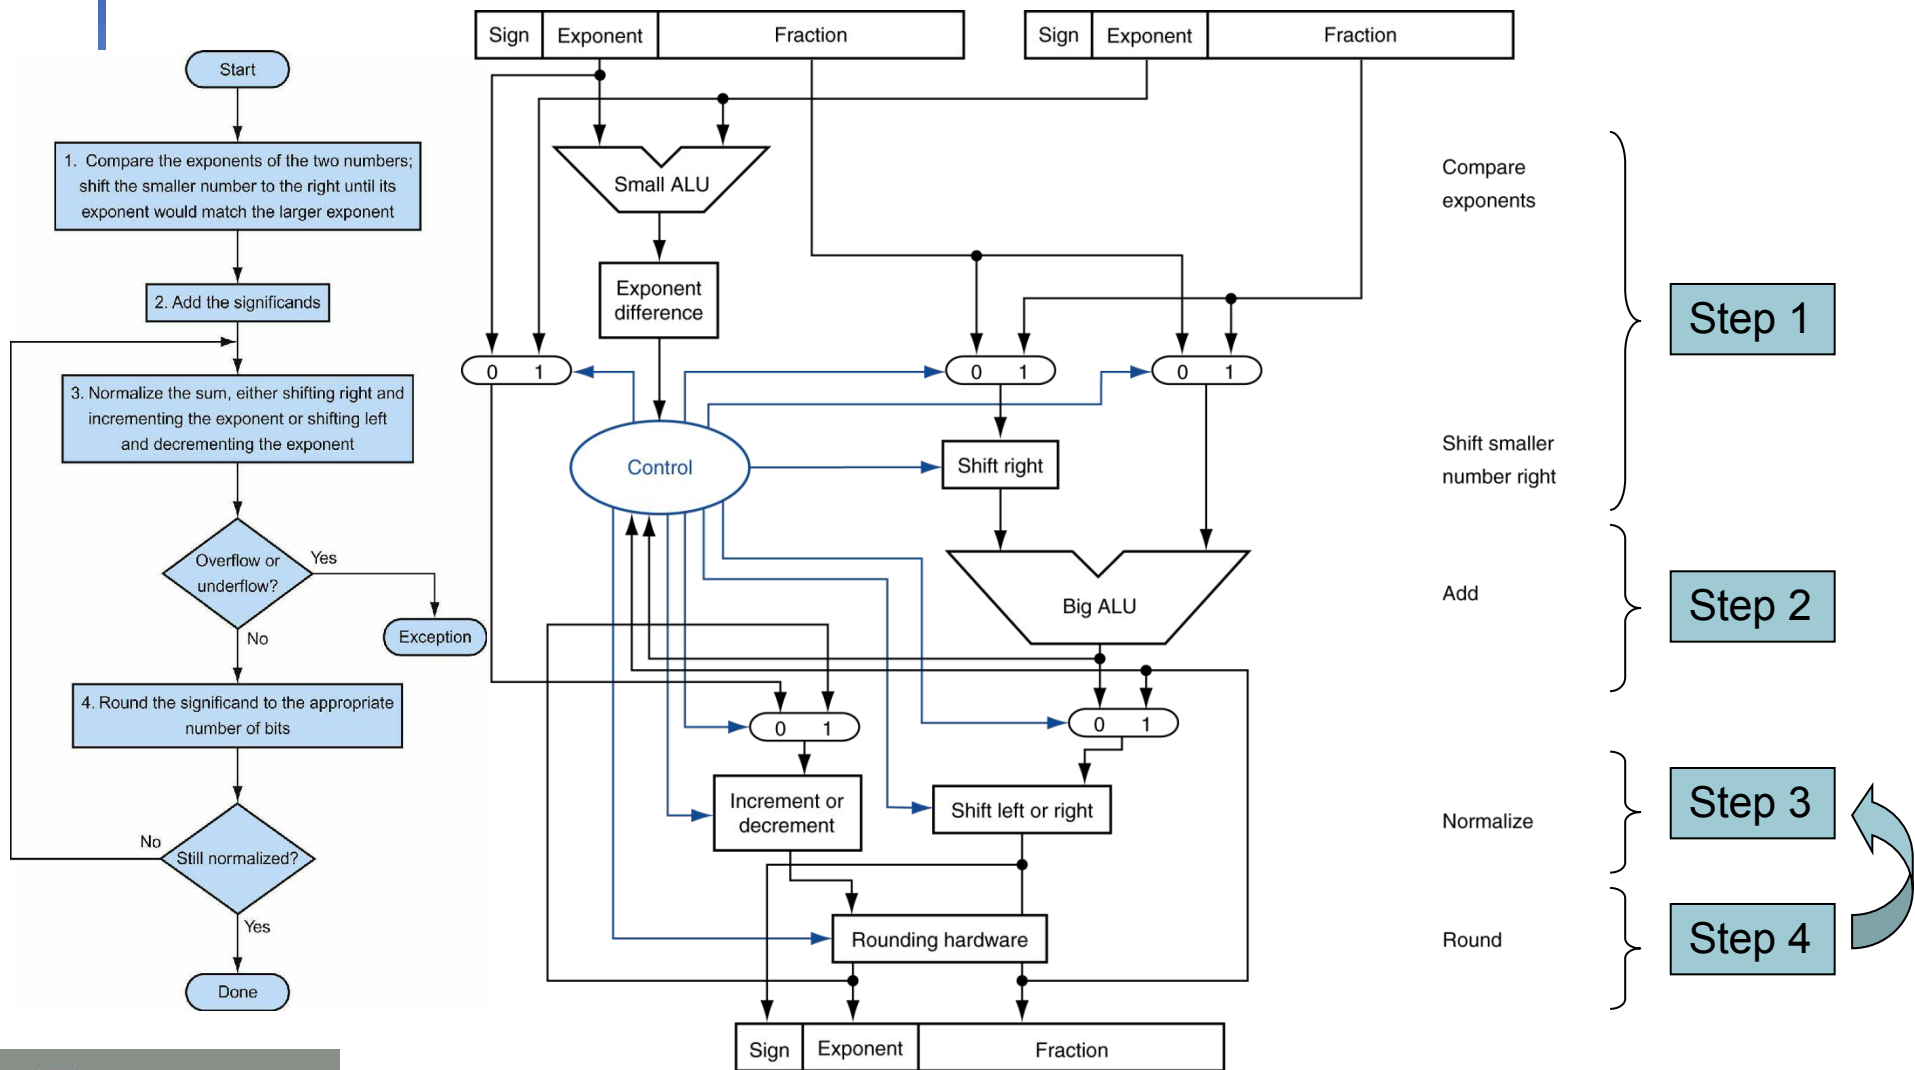 Start
1. Compare the exponents of the two numbers;
shift the smaller number to the right until its
exponent would match the larger exponent
2. Add the significands
3. Normalize the sum, either shifting right and
incrementing the exponent or shifting left
and decrementing the exponent
Overflow or
underflow?
Yes
Exception
No
4. Round the significand to the appropriate
number of bits
Still normalized?
No
Yes
Done
Sign Exponent Fraction
Sign Exponent Fraction
Small ALU
Exponent
difference
0 1
0 1
0 1
Control
Shift right
Big ALU
0 1
0 1
Increment or
decrement
Shift left or right
Rounding hardware
Sign Exponent Fraction
Compare
exponents
Shift smaller
number right
Add
Normalize
Round
Step 1
Step 2
Step 3
Step 4